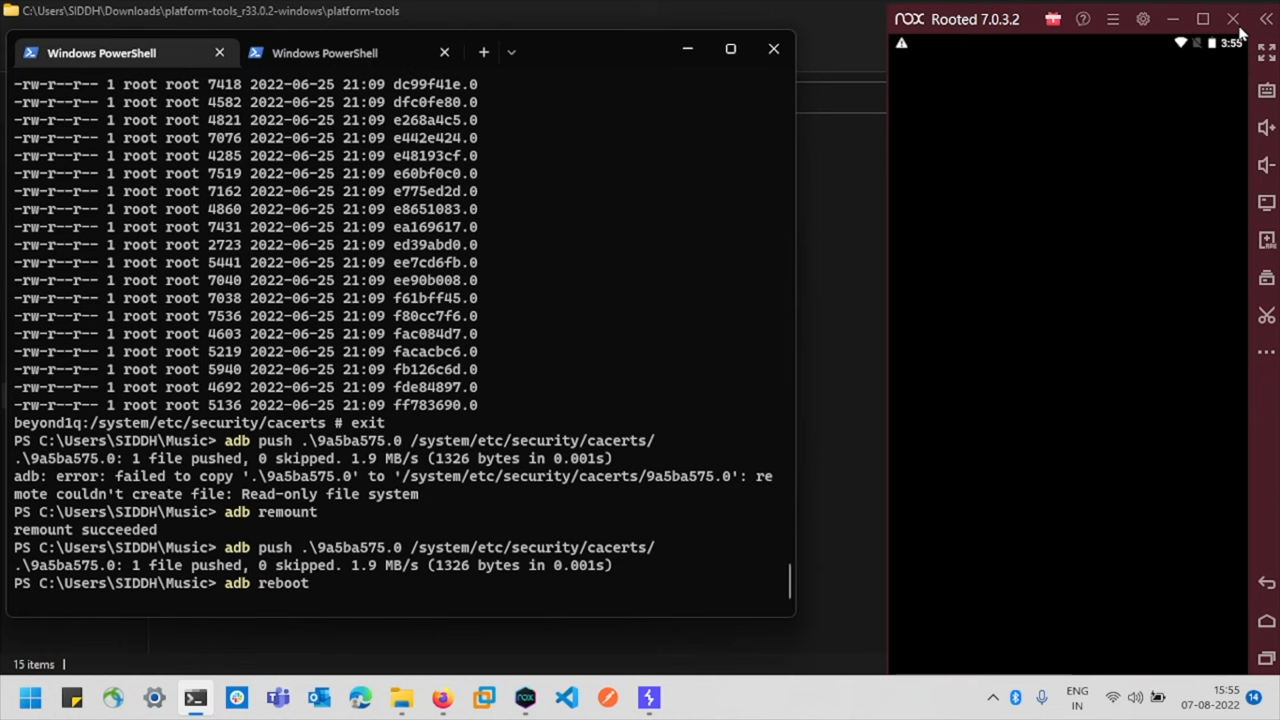 C:\Users\SIDDH\Downloads\platform-tools_r33.0.2-windows\platform-tools
nox Rooted 7.0.3.2
3:55
Windows PowerShell
Windows PowerShell
-rw-r--r-- 1 root root 7418 2022-06-25 21:09 dc99f41e.0
-rw-r--r-- 1 root root 4582 2022-06-25 21:09 dfc0fe80.0
-rw-r--r-- 1 root root 4821 2022-06-25 21:09 e268a4c5.0
-rw-r--r-- 1 root root 7076 2022-06-25 21:09 e442e424.0
-rw-r--r-- 1 root root 4285 2022-06-25 21:09 e48193cf.0
-rw-r--r-- 1 root root 7519 2022-06-25 21:09 e60bf0c0.0
-rw-r--r-- 1 root root 7162 2022-06-25 21:09 e775ed2d.0
-rw-r--r-- 1 root root 4860 2022-06-25 21:09 e8651083.0
-rw-r--r-- 1 root root 7431 2022-06-25 21:09 ea169617.0
-rw-r--r-- 1 root root 2723 2022-06-25 21:09 ed39abd0.0
-rw-r--r-- 1 root root 5441 2022-06-25 21:09 ee7cd6fb.0
-rw-r--r-- 1 root root 7040 2022-06-25 21:09 ee90b008.0
-rw-r--r-- 1 root root 7038 2022-06-25 21:09 f61bff45.0
-rw-r--r-- 1 root root 7536 2022-06-25 21:09 f80cc7f6.0
-rw-r--r-- 1 root root 4603 2022-06-25 21:09 fac084d7.0
-rw-r--r-- 1 root root 5219 2022-06-25 21:09 facacbc6.0
-rw-r--r-- 1 root root 5940 2022-06-25 21:09 fb126c6d.0
-rw-r--r-- 1 root root 4692 2022-06-25 21:09 fde84897.0
-rw-r--r-- 1 root root 5136 2022-06-25 21:09 ff783690.0
beyond1q:/system/etc/security/cacerts # exit
PS C:\Users\SIDDH\Music> adb push .\9a5ba575.0 /system/etc/security/cacerts/
.\9a5ba575.0: 1 file pushed, 0 skipped. 1.9 MB/s (1326 bytes in 0.001s)
adb: error: failed to copy '.\9a5ba575.0' to '/system/etc/security/cacerts/9a5ba575.0': re
mote couldn't create file: Read-only file system
PS C:\Users\SIDDH\Music> adb remount
remount succeeded
PS C:\Users\SIDDH\Music> adb push .\9a5ba575.0 /system/etc/security/cacerts/
.\9a5ba575.0: 1 file pushed, 0 skipped. 1.9 MB/s (1326 bytes in 0.001s)
PS C:\Users\SIDDH\Music> adb reboot
15 items
ENG
IN
15:55
07-08-2022
14